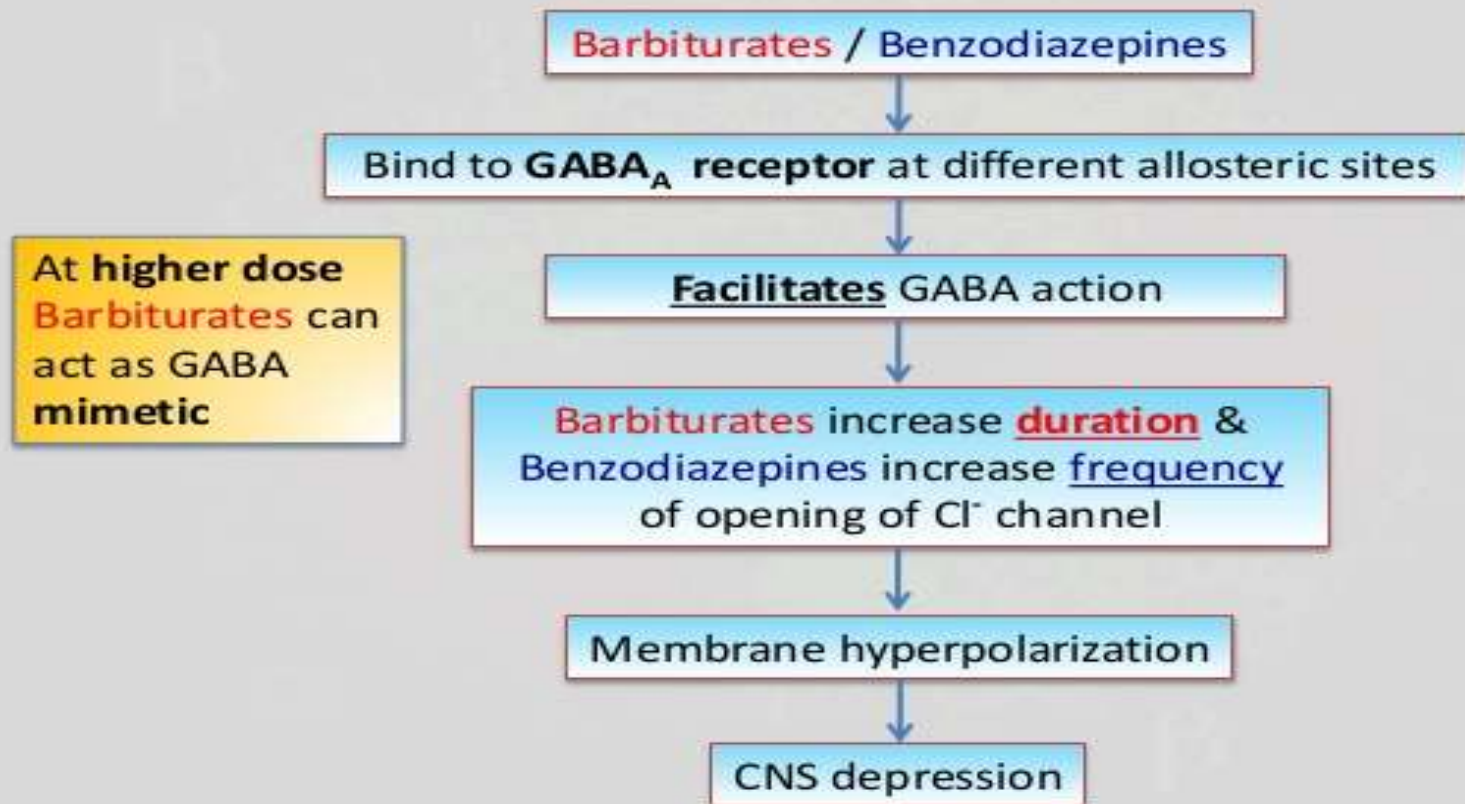 Barbiturates / Benzodiazepines
Bind to GABA_A receptor at different allosteric sites
At higher dose
Barbiturates can
act as GABA
mimetic
Facilitates GABA action
Barbiturates increase duration &
Benzodiazepines increase frequency
of opening of Cl⁻ channel
Membrane hyperpolarization
CNS depression